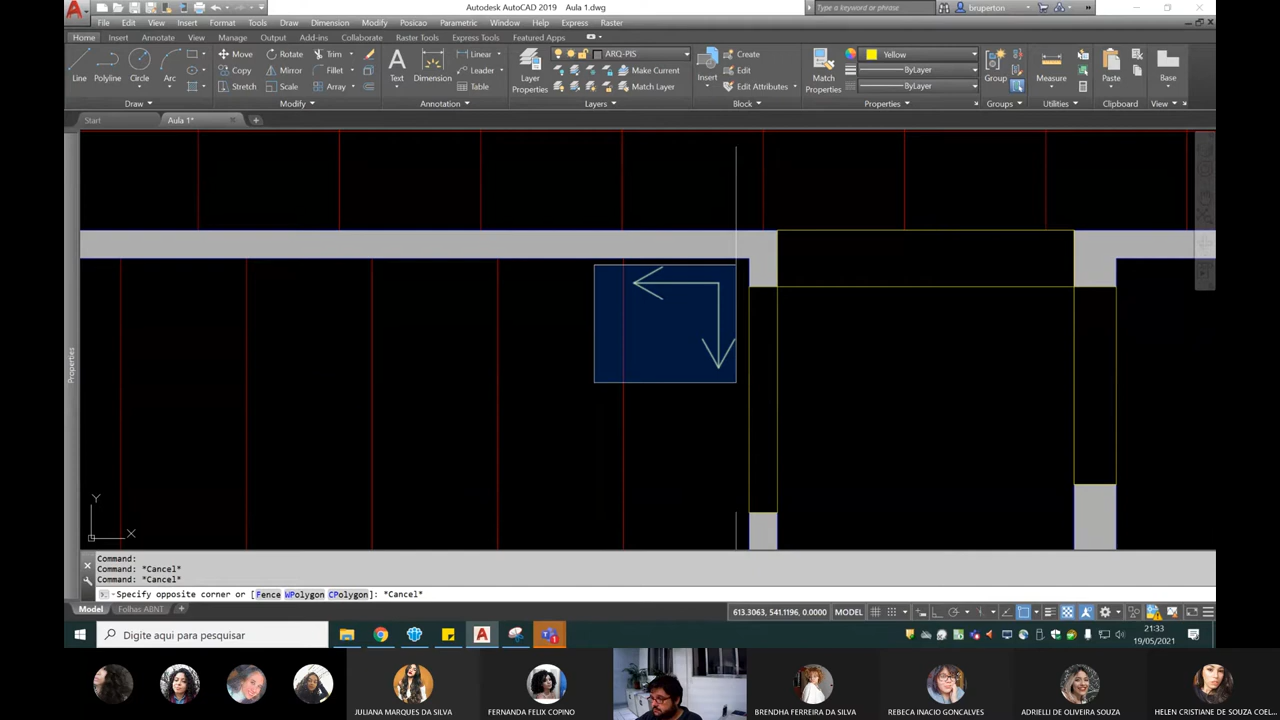 Autodesk AutoCAD 2019 Aula 1.dwg
Type a keyword or phrase
bruperton
File Edit View Insert Format Tools Draw Dimension Modify Posicao Parametric Window Help Express Raster
Home Insert Annotate View Manage Output Add-ins Collaborate Raster Tools Express Tools Featured Apps
Move Rotate Trim
Linear
ARQ-PIS
Create
Yellow
Copy Mirror Fillet
Leader
Make Current
Edit
ByLayer
Line Polyline Circle Arc
Text Dimension
Layer Properties
Insert
Match Properties
Group
Measure
Paste
Base
Stretch Scale Array
Table
Match Layer
Edit Attributes
ByLayer
Draw Modify Annotation Layers Block Properties Groups Utilities Clipboard View
Start Aula 1*
Properties
Y
X
Command:
Command: *Cancel*
Command: *Cancel*
Specify opposite corner or [Fence WPolygon CPolygon]: *Cancel*
Model Folhas ABNT
613.3063, 541.1196, 0.0000 MODEL
Digite aqui para pesquisar
21:33
19/05/2021
JULIANA MARQUES DA SILVA
FERNANDA FELIX COPINO
BRENDHA FERREIRA DA SILVA
REBECA INACIO GONCALVES
ADRIELLI DE OLIVEIRA SOUZA
HELEN CRISTIANE DE SOUZA COEL...